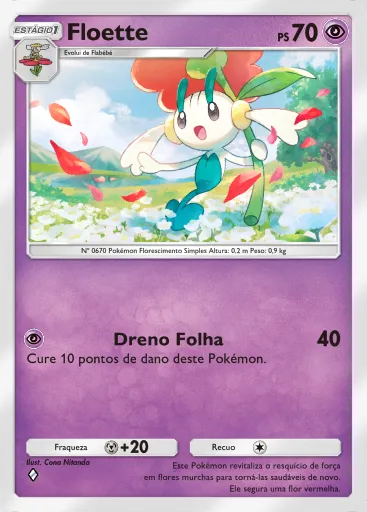 ESTÁGIO 1
Floette
PS 70
Evolui de Flabébé
Nº 0670 Pokémon Florescimento Simples Altura: 0,2 m Peso: 0,9 kg
Dreno Folha 40
Cure 10 pontos de dano deste Pokémon.
Fraqueza +20 Recuo
Ilust. Cona Nitanda
Este Pokémon revitaliza o resquício de força
em flores murchas para torná-las saudáveis de novo.
Ele segura uma flor vermelha.